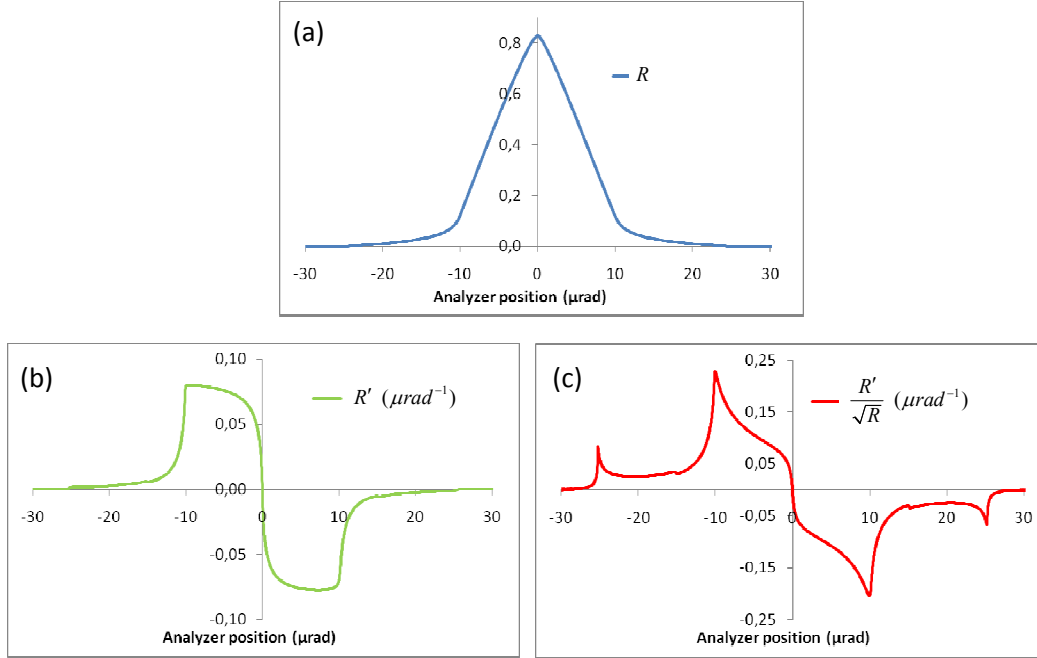 (a)
0,8
0,6
0,4
0,2
0,0
R
-30 -20 -10 0 10 20 30
Analyzer position (μrad)
(b)
0,10
0,05
0,00
-0,05
-0,10
R′ (μrad⁻¹)
-30 -20 -10 0 10 20 30
Analyzer position (μrad)
(c)
0,25
0,15
0,05
-0,05
-0,15
-0,25
R′/√R (μrad⁻¹)
-30 -20 -10 0 10 20 30
Analyzer position (μrad)